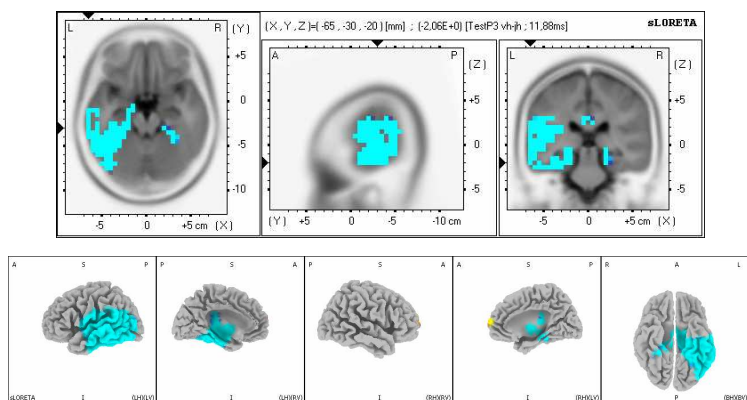 (X,Y,Z)=( -65, -30, -20) [mm] ; (-2,06E+0) [TestP3 vh-jh ; 11,88ms] sLORETA
L R (Y)
+5
0
-5
-10
-5 0 +5 cm (X)
A P (Z)
+5
0
-5
(Y) +5 0 -5 -10 cm
L R (Z)
+5
0
-5
-5 0 +5 cm (X)
A S P
sLORETA I (LH)(LV)
P S A
I (LH)(RV)
P S A
I (RH)(RV)
A S P
I (RH)(LV)
R A L
P (BH)(BV)